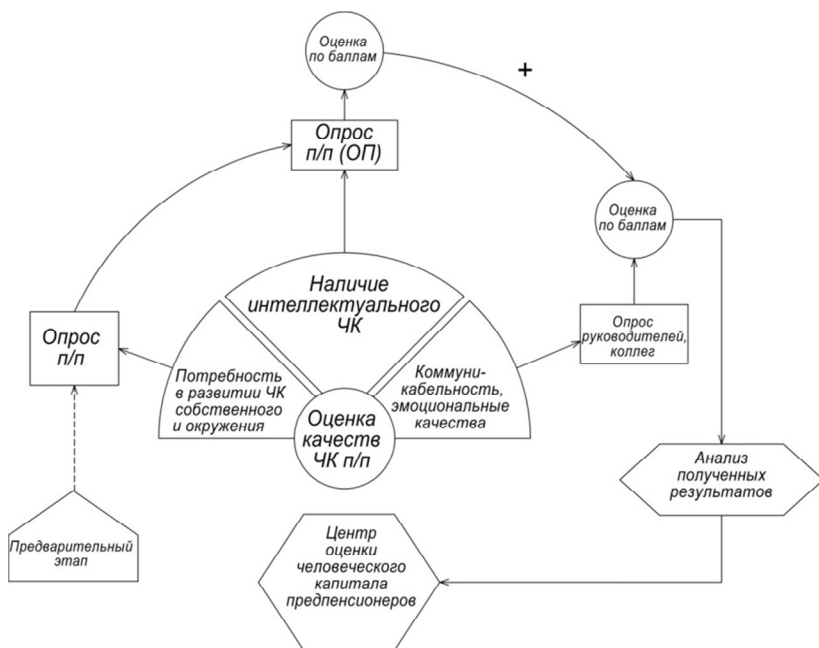 Оценка
по баллам
+
Опрос
п/п (ОП)
Оценка
по баллам
Наличие
интеллектуального
ЧК
Опрос
п/п
Опрос
руководителей,
коллег
Потребность
в развитии ЧК
собственного
и окружения
Коммуни-
кабельность,
эмоциональные
качества
Оценка
качеств
ЧК п/п
Анализ
полученных
результатов
Предварительный
этап
Центр
оценки
человеческого
капитала
предпенсионеров